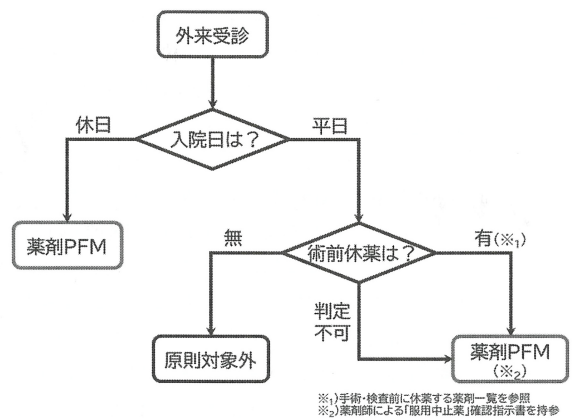 外来受診
休日
入院日は？
平日
薬剤PFM
無
術前休薬は？
有(※1)
判定
不可
原則対象外
薬剤PFM
(※2)
※1)手術・検査前に休薬する薬剤一覧を参照
※2)薬剤師による「服用中止薬」確認指示書を持参